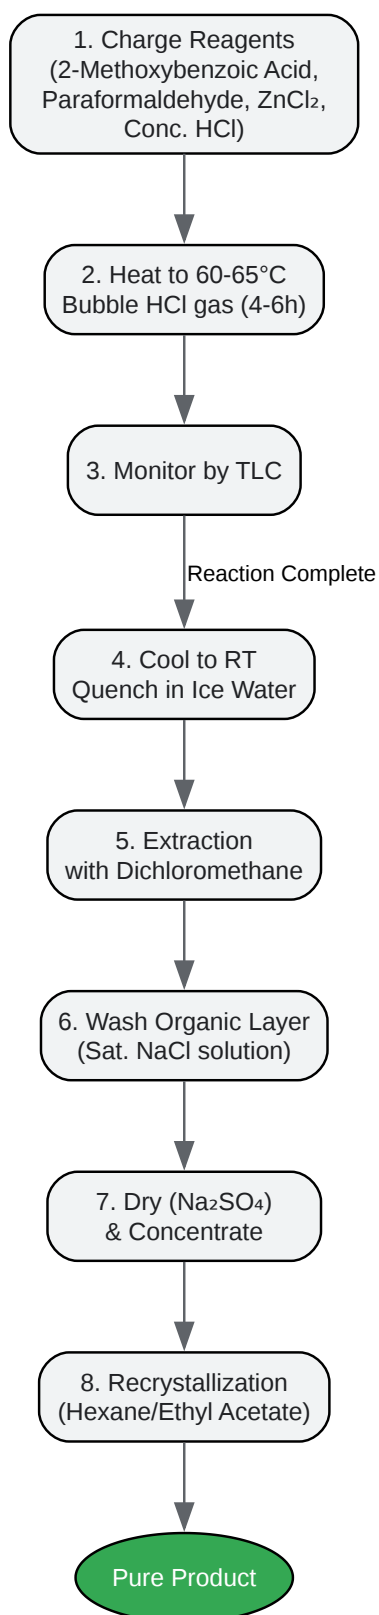 1. Charge Reagents
(2-Methoxybenzoic Acid,
Paraformaldehyde, ZnCl₂,
Conc. HCl)
2. Heat to 60-65°C
Bubble HCl gas (4-6h)
3. Monitor by TLC
Reaction Complete
4. Cool to RT
Quench in Ice Water
5. Extraction
with Dichloromethane
6. Wash Organic Layer
(Sat. NaCl solution)
7. Dry (Na₂SO₄)
& Concentrate
8. Recrystallization
(Hexane/Ethyl Acetate)
Pure Product